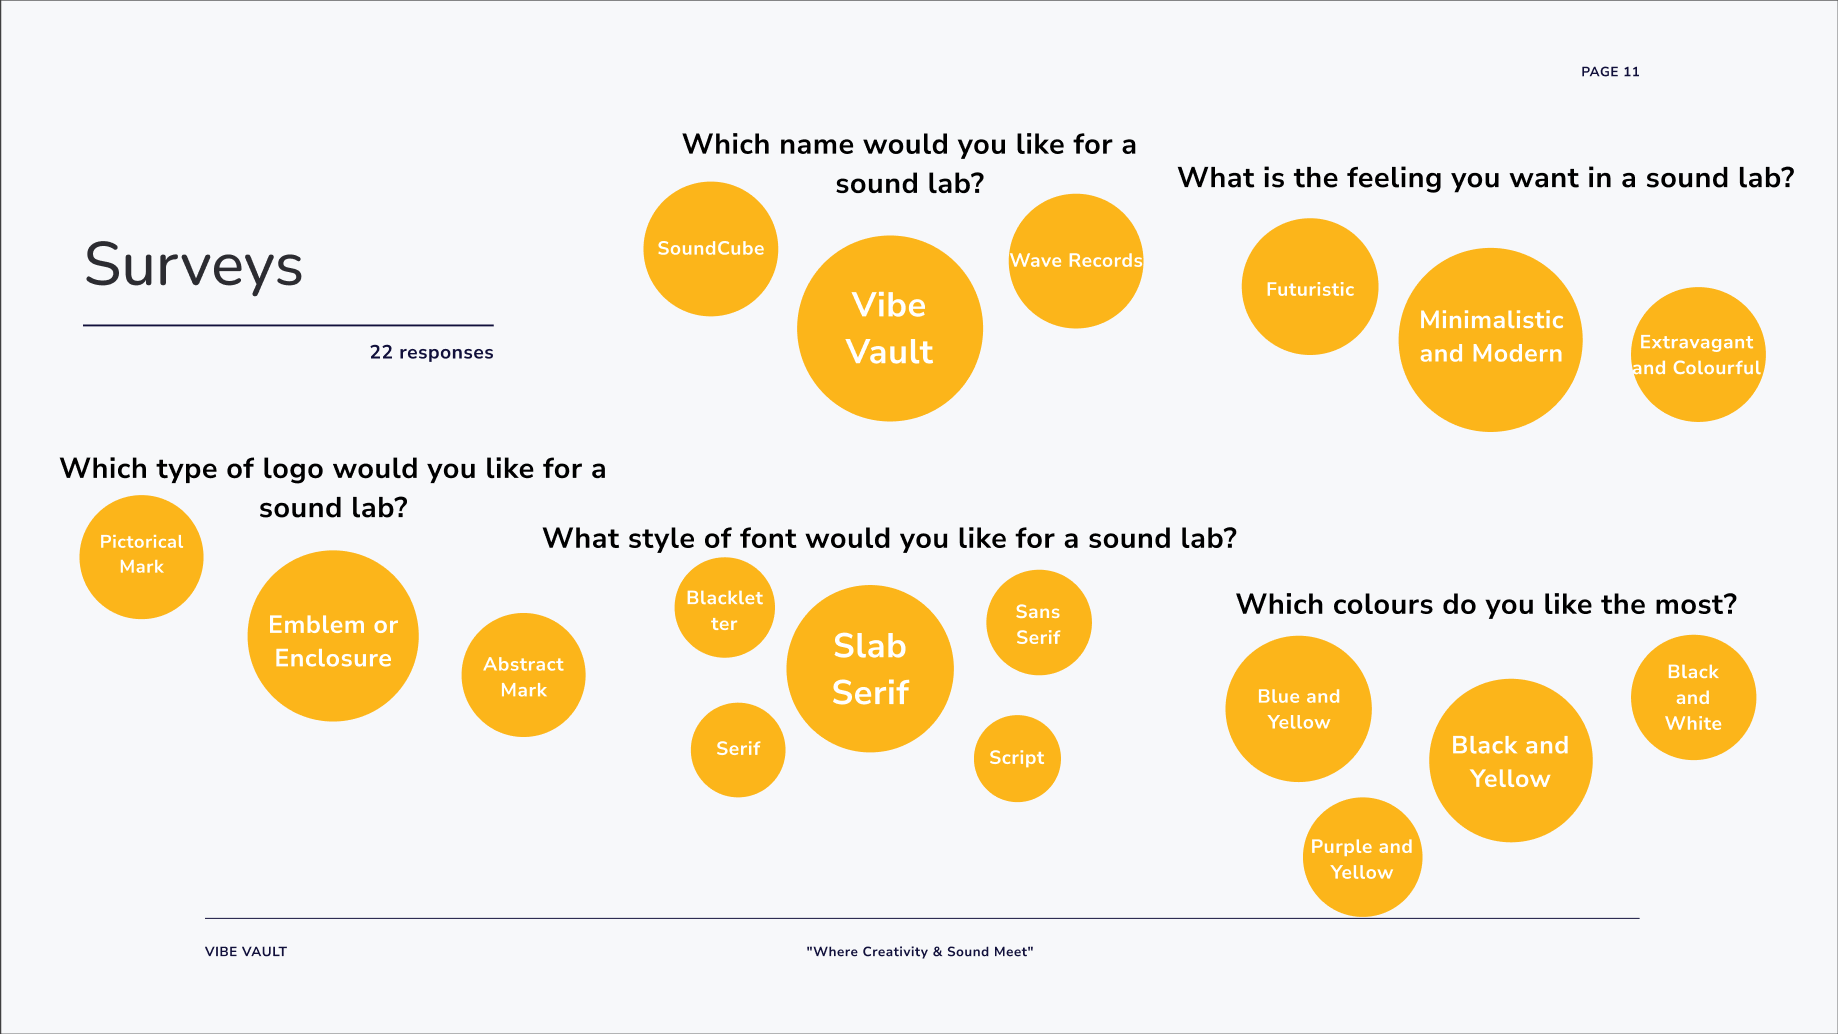 PAGE 11
Surveys
22 responses
Which name would you like for a
sound lab?
SoundCube
Vibe
Vault
Wave Records
What is the feeling you want in a sound lab?
Futuristic
Minimalistic
and Modern
Extravagant
and Colourful
Which type of logo would you like for a
sound lab?
Pictorical
Mark
Emblem or
Enclosure
Abstract
Mark
What style of font would you like for a sound lab?
Blacklet
ter
Slab
Serif
Sans
Serif
Serif
Script
Which colours do you like the most?
Blue and
Yellow
Black and
Yellow
Black
and
White
Purple and
Yellow
VIBE VAULT
"Where Creativity & Sound Meet"